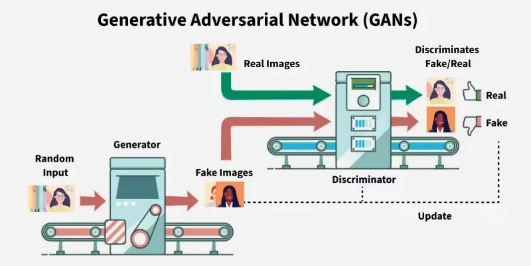 Generative Adversarial Network (GANs)
Real Images
Discriminates
Fake/Real
Real
Fake
Generator
Random
Input
Fake Images
Discriminator
Update